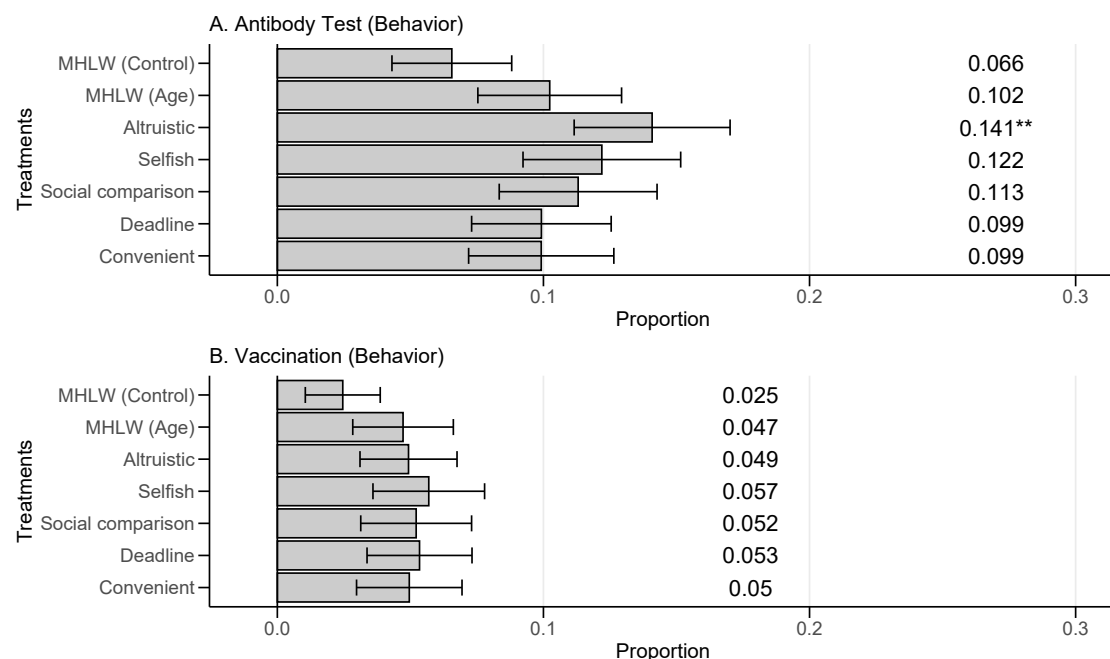 A. Antibody Test (Behavior)
MHLW (Control) 0.066
MHLW (Age) 0.102
Altruistic 0.141**
Selfish 0.122
Social comparison 0.113
Deadline 0.099
Convenient 0.099
Treatments
0.0 0.1 0.2 0.3
Proportion
B. Vaccination (Behavior)
MHLW (Control) 0.025
MHLW (Age) 0.047
Altruistic 0.049
Selfish 0.057
Social comparison 0.052
Deadline 0.053
Convenient 0.05
Treatments
0.0 0.1 0.2 0.3
Proportion